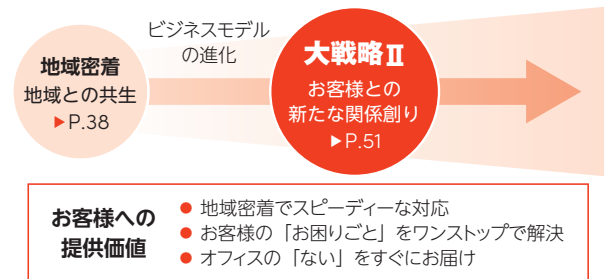 地域密着
地域との共生
▶P.38
ビジネスモデル
の進化
大戦略Ⅱ
お客様との
新たな関係創り
▶P.51
お客様への
提供価値
● 地域密着でスピーディーな対応
● お客様の「お困りごと」をワンストップで解決
● オフィスの「ない」をすぐにお届け